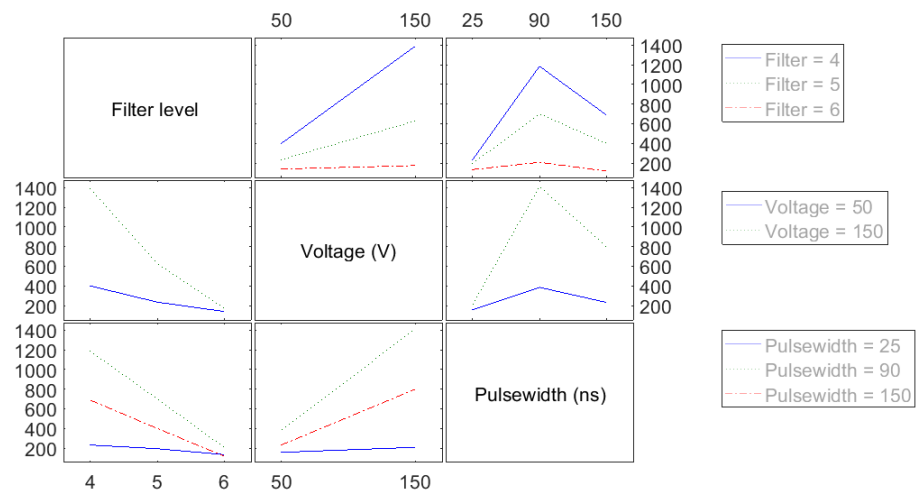 50 150 25 90 150
Filter level
1400
1200
1000
800
600
400
200
Filter = 4
Filter = 5
Filter = 6
1400
1200
1000
800
600
400
200
Voltage (V)
1400
1200
1000
800
600
400
200
Voltage = 50
Voltage = 150
1400
1200
1000
800
600
400
200
Pulsewidth (ns)
Pulsewidth = 25
Pulsewidth = 90
Pulsewidth = 150
4 5 6 50 150